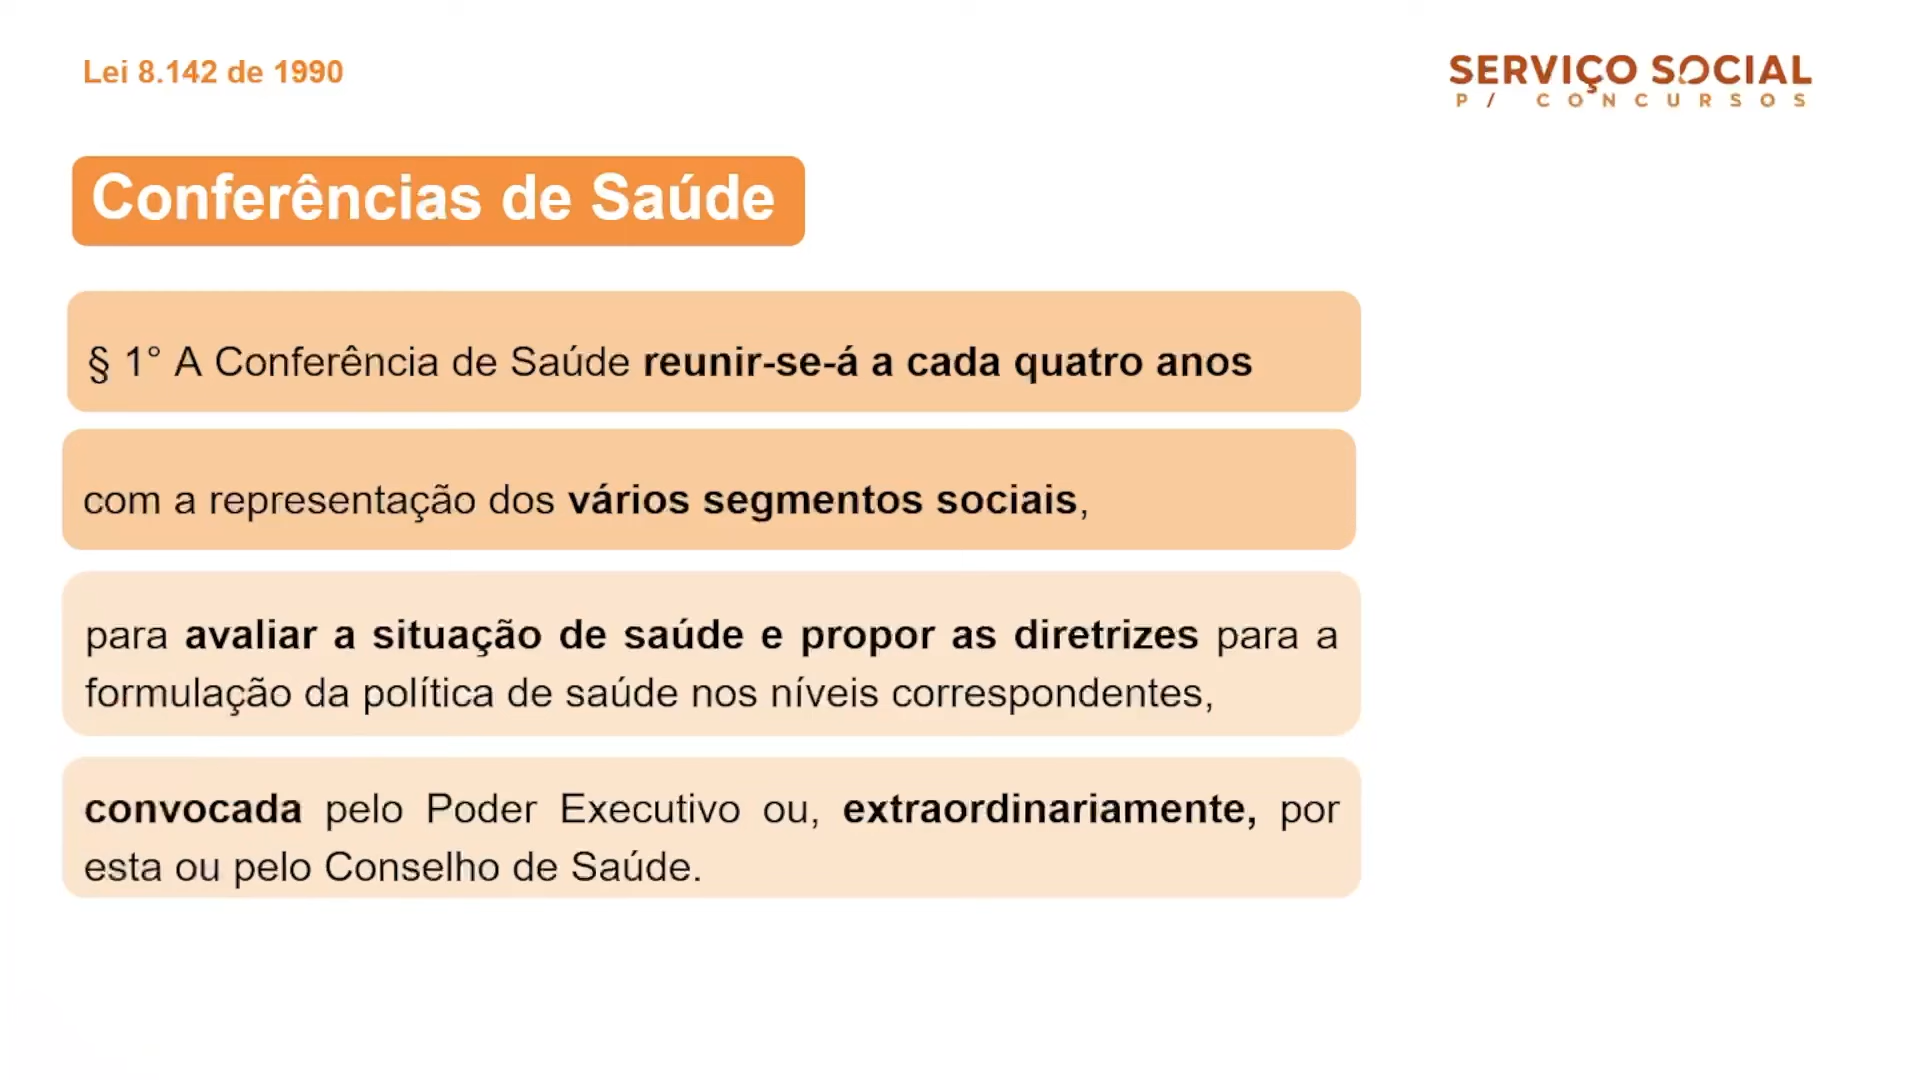 Lei 8.142 de 1990
SERVIÇO SOCIAL
P/ CONCURSOS
Conferências de Saúde
§ 1° A Conferência de Saúde reunir-se-á a cada quatro anos
com a representação dos vários segmentos sociais,
para avaliar a situação de saúde e propor as diretrizes para a
formulação da política de saúde nos níveis correspondentes,
convocada pelo Poder Executivo ou, extraordinariamente, por
esta ou pelo Conselho de Saúde.